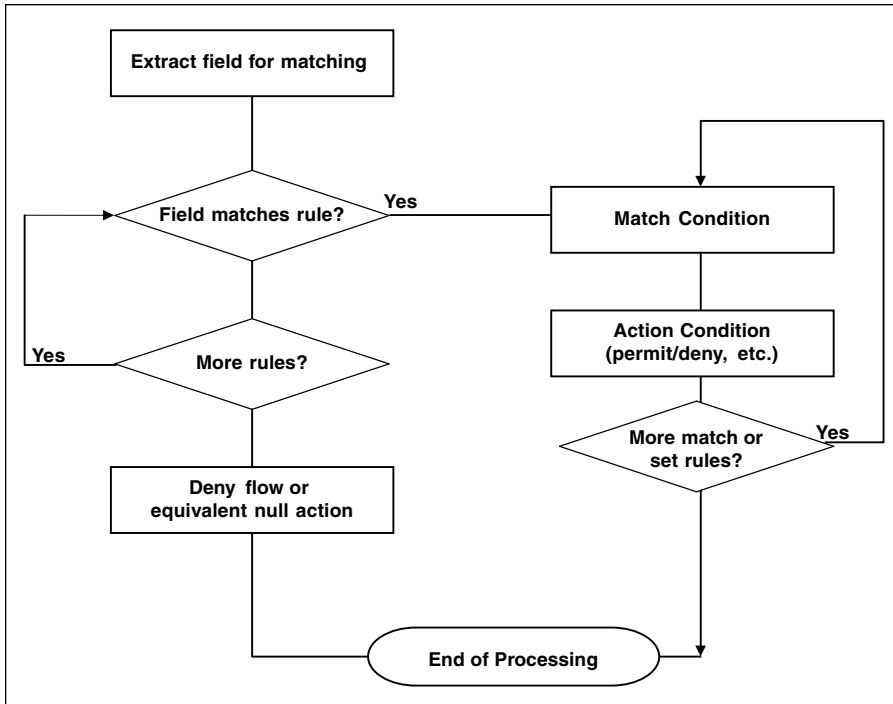 Extract field for matching
Field matches rule?
Yes
Match Condition
Yes
More rules?
Action Condition
(permit/deny, etc.)
More match or
set rules?
Yes
Deny flow or
equivalent null action
End of Processing